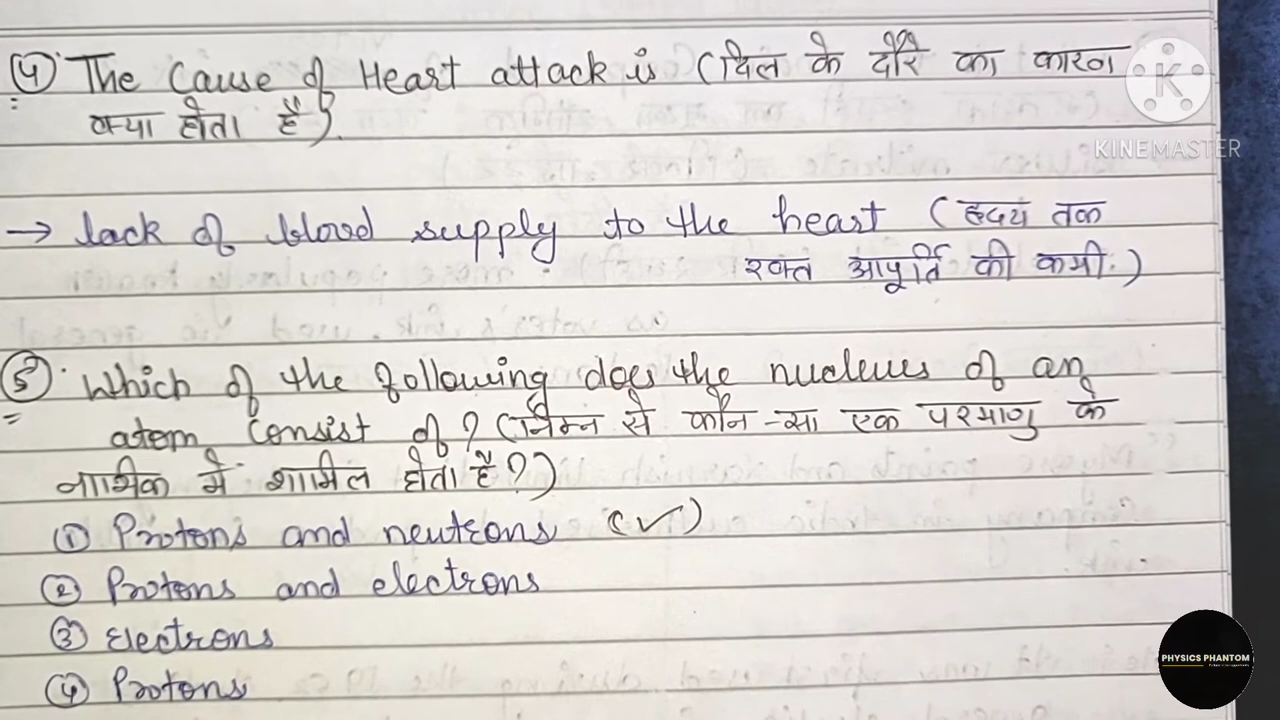 ④ The Cause of Heart attack is (दिल के दौरे का कारण
क्या होता है).
→ lack of blood supply to the heart (हृदय तक
रक्त आपूर्ति की कमी.)
⑤ Which of the following does the nucleus of an
atom consist of? (निम्न से कौन-सा एक परमाणु के
नाभिक में शामिल होता है?)
① Protons and neutrons (✓)
② Protons and electrons
③ Electrons
④ Protons
K
KINEMASTER
PHYSICS PHANTOM